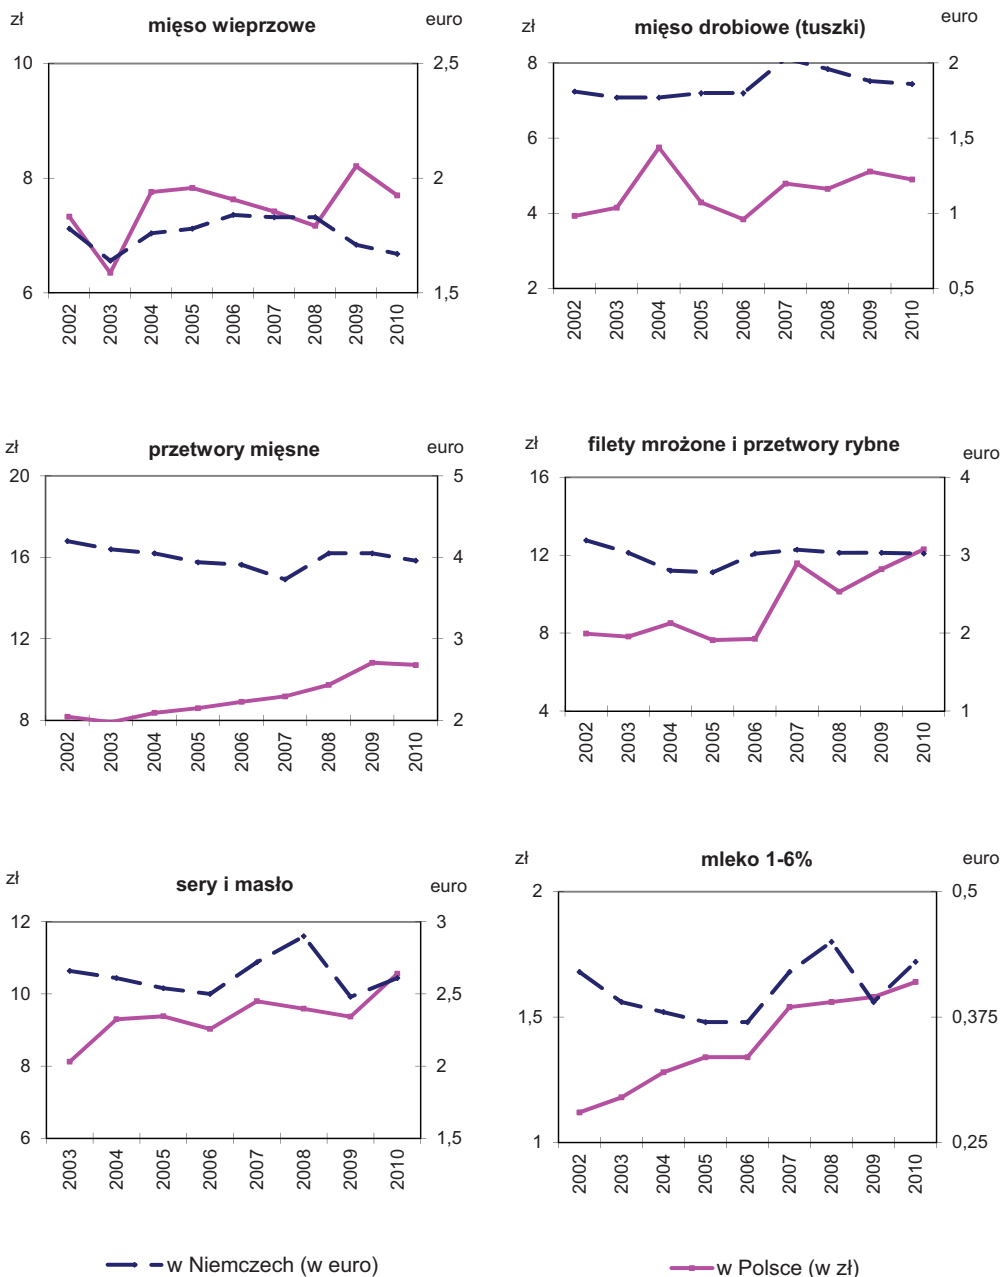 mięso wieprzowe
zł
euro
10
8
6
2,5
2
1,5
2002 2003 2004 2005 2006 2007 2008 2009 2010
mięso drobiowe (tuszki)
zł
euro
8
6
4
2
2
1,5
1
0,5
2002 2003 2004 2005 2006 2007 2008 2009 2010
przetwory mięsne
zł
euro
20
16
12
8
5
4
3
2
2002 2003 2004 2005 2006 2007 2008 2009 2010
filety mrożone i przetwory rybne
zł
euro
16
12
8
4
4
3
2
1
2002 2003 2004 2005 2006 2007 2008 2009 2010
sery i masło
zł
euro
12
10
8
6
3
2,5
2
1,5
2003 2004 2005 2006 2007 2008 2009 2010
mleko 1-6%
zł
euro
2
1,5
1
0,5
0,375
0,25
2002 2003 2004 2005 2006 2007 2008 2009 2010
w Niemczech (w euro)
w Polsce (w zł)